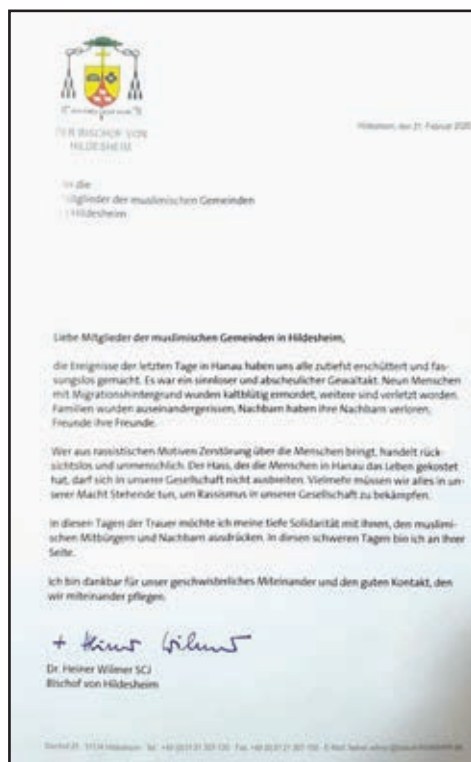 DER BISCHOF VON
HILDESHEIM
Hildesheim, den 21. Februar 2020
die
Mitglieder der muslimischen Gemeinden
Hildesheim
Liebe Mitglieder der muslimischen Gemeinden in Hildesheim,
die Ereignisse der letzten Tage in Hanau haben uns alle zutiefst erschüttert und fas-
sungslos gemacht. Es war ein sinnloser und abscheulicher Gewaltakt. Neun Menschen
mit Migrationshintergrund wurden kaltblütig ermordet, weitere sind verletzt worden.
Familien wurden auseinandergerissen, Nachbarn haben ihre Nachbarn verloren,
Freunde ihre Freunde.
Wer aus rassistischen Motiven Zerstörung über die Menschen bringt, handelt rück-
sichtslos und unmenschlich. Der Hass, der die Menschen in Hanau das Leben gekostet
hat, darf sich in unserer Gesellschaft nicht ausbreiten. Vielmehr müssen wir alles in un-
serer Macht Stehende tun, um Rassismus in unserer Gesellschaft zu bekämpfen.
In diesen Tagen der Trauer möchte ich meine tiefe Solidarität mit Ihnen, den muslimi-
schen Mitbürgern und Nachbarn ausdrücken. In diesen schweren Tagen bin ich an Ihrer
Seite.
Ich bin dankbar für unser geschwisterliches Miteinander und den guten Kontakt, den
wir miteinander pflegen.
+ Heiner Wilmer
Dr. Heiner Wilmer SCJ
Bischof von Hildesheim